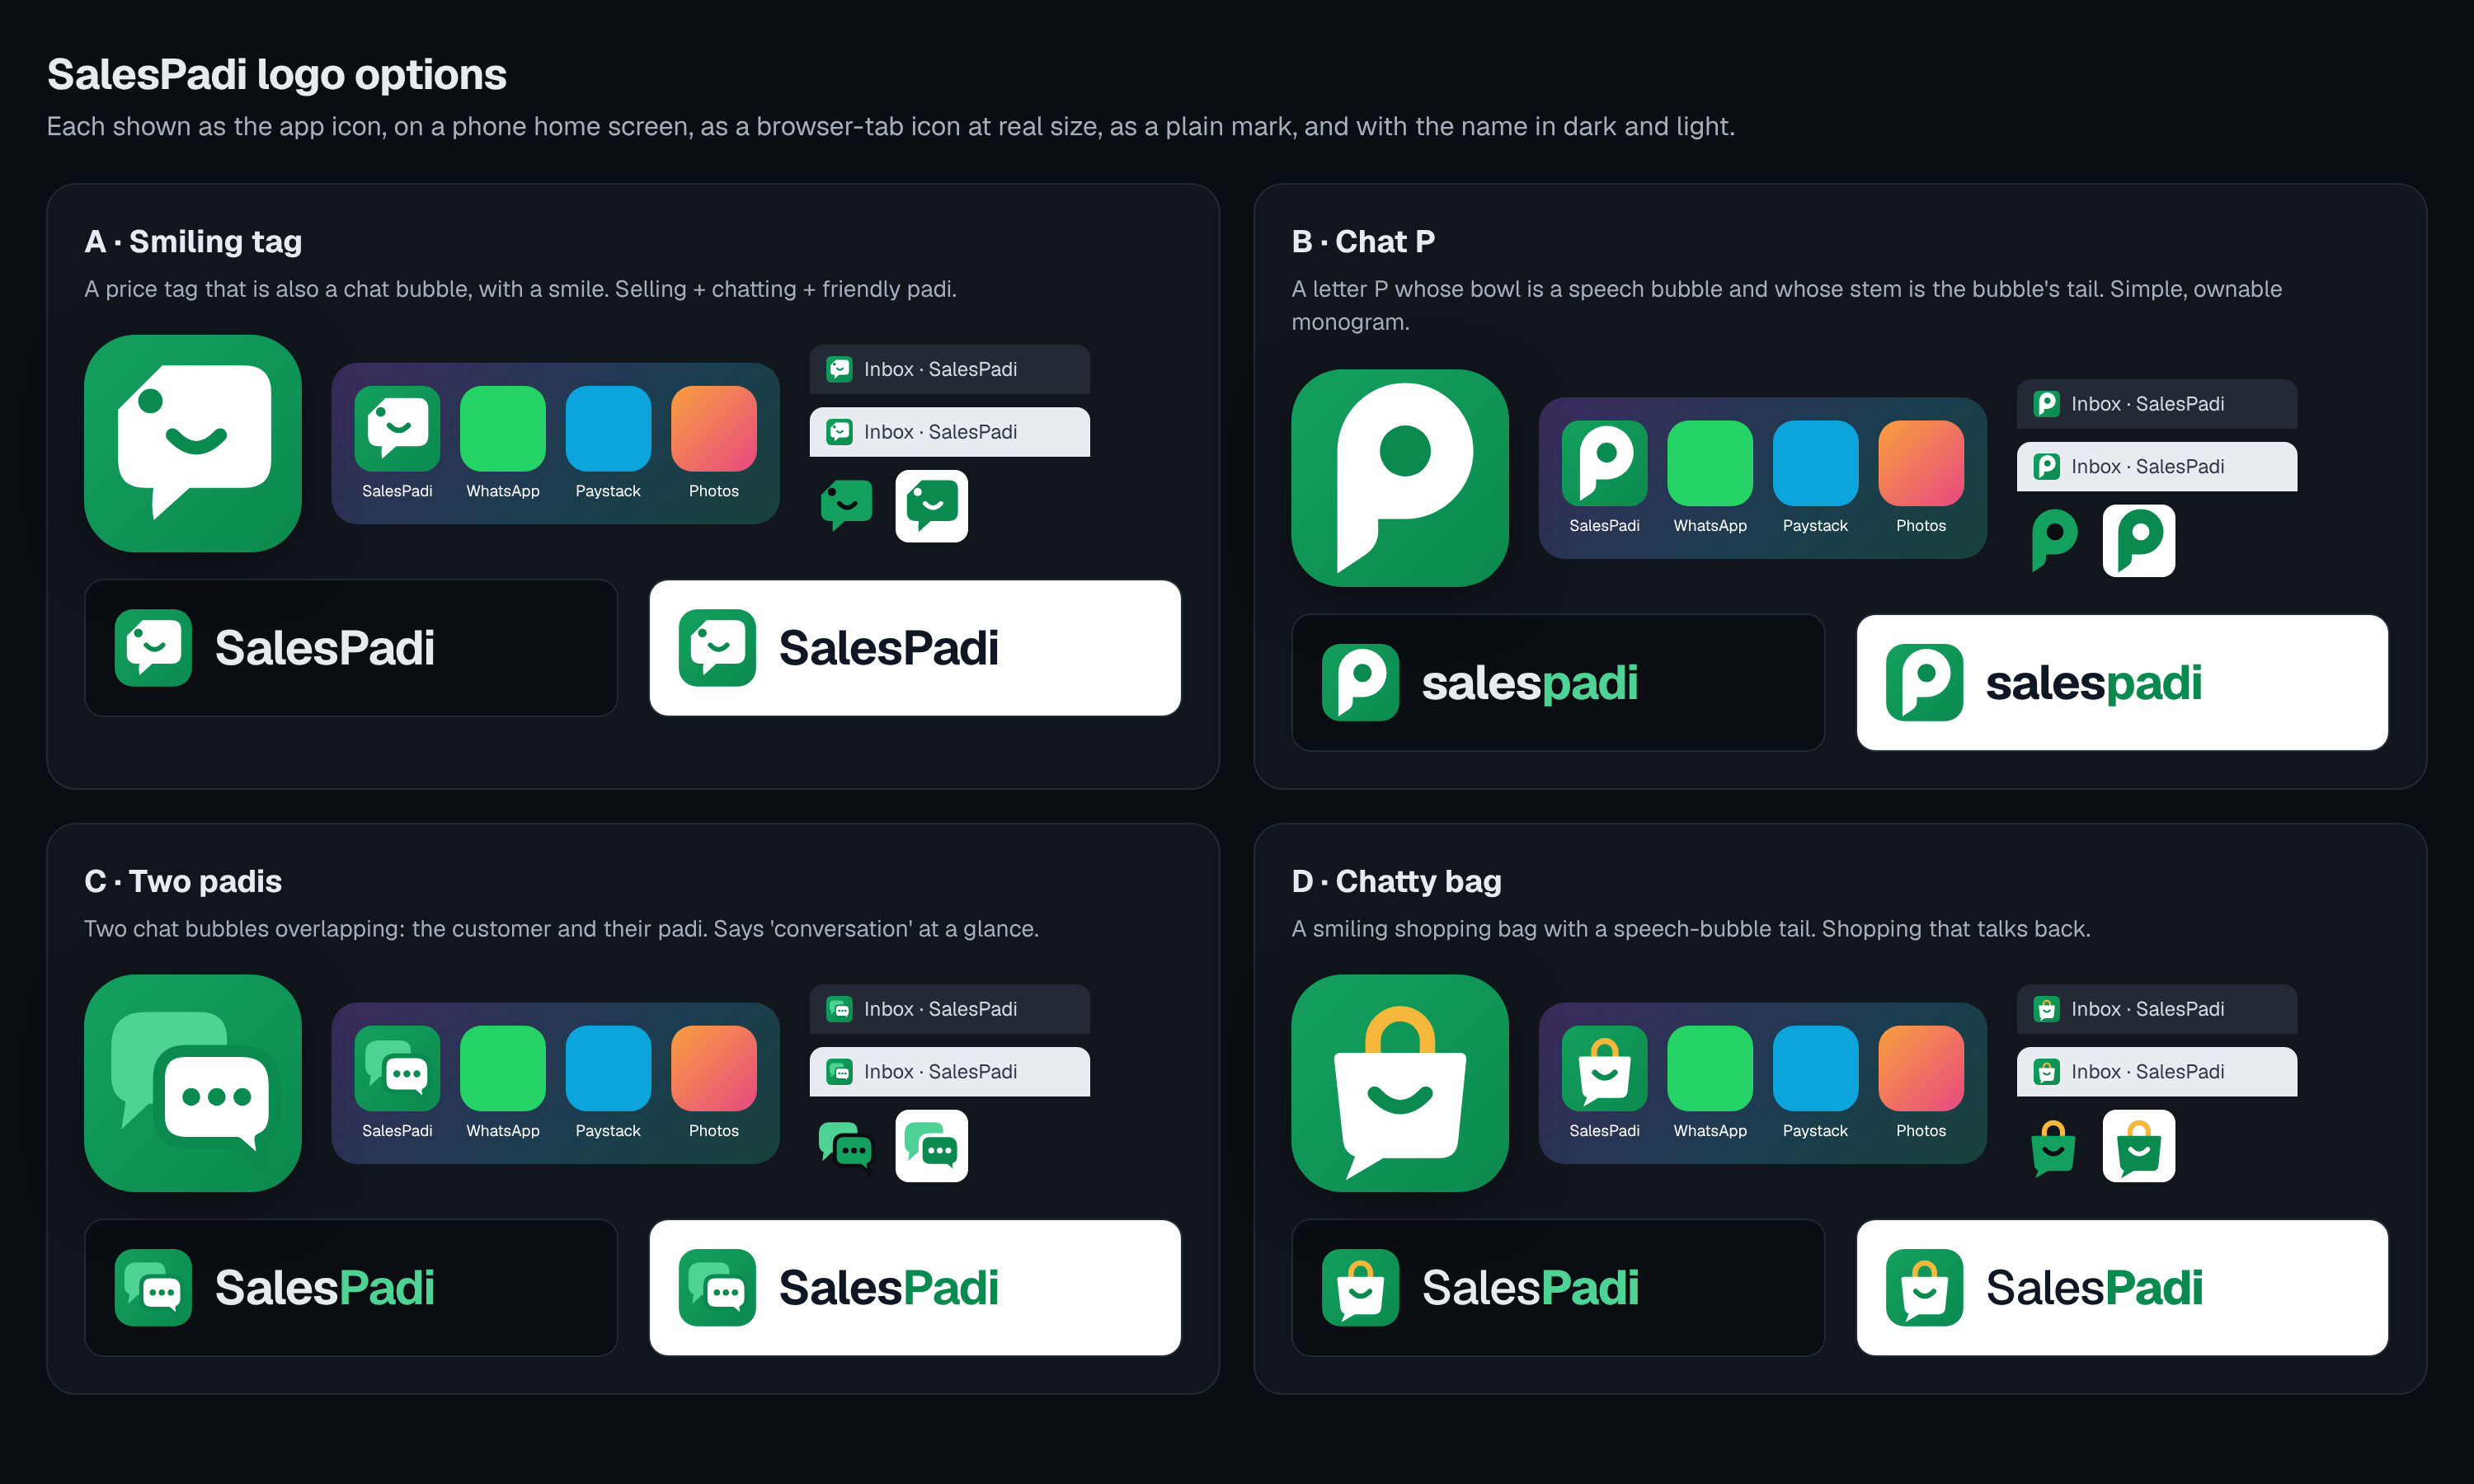 SalesPadi logo options
Each shown as the app icon, on a phone home screen, as a browser-tab icon at real size, as a plain mark, and with the name in dark and light.
A · Smiling tag
A price tag that is also a chat bubble, with a smile. Selling + chatting + friendly padi.
SalesPadi WhatsApp Paystack Photos
Inbox · SalesPadi
Inbox · SalesPadi
SalesPadi
SalesPadi
B · Chat P
A letter P whose bowl is a speech bubble and whose stem is the bubble's tail. Simple, ownable
monogram.
SalesPadi WhatsApp Paystack Photos
Inbox · SalesPadi
Inbox · SalesPadi
salespadi
salespadi
C · Two padis
Two chat bubbles overlapping: the customer and their padi. Says 'conversation' at a glance.
SalesPadi WhatsApp Paystack Photos
Inbox · SalesPadi
Inbox · SalesPadi
SalesPadi
SalesPadi
D · Chatty bag
A smiling shopping bag with a speech-bubble tail. Shopping that talks back.
SalesPadi WhatsApp Paystack Photos
Inbox · SalesPadi
Inbox · SalesPadi
SalesPadi
SalesPadi